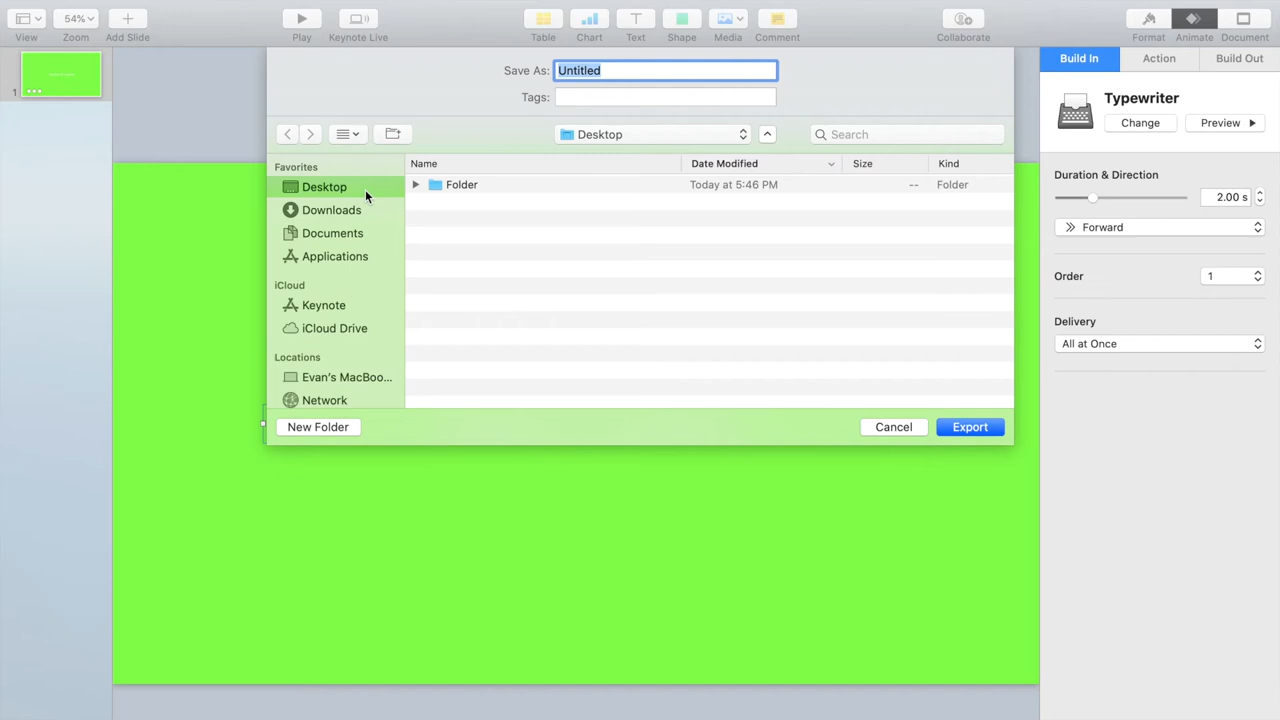 54%
View
Zoom
Add Slide
Play
Keynote Live
Table
Chart
Text
Shape
Media
Comment
Collaborate
Format
Animate
Document
1
Save As: Untitled
Tags:
Desktop
Search
Favorites
Desktop
Downloads
Documents
Applications
iCloud
Keynote
iCloud Drive
Locations
Evan's MacBoo...
Network
Name Date Modified Size Kind
Folder Today at 5:46 PM -- Folder
New Folder
Cancel
Export
Build In
Action
Build Out
Typewriter
Change
Preview
Duration & Direction
2.00 s
Forward
Order
1
Delivery
All at Once